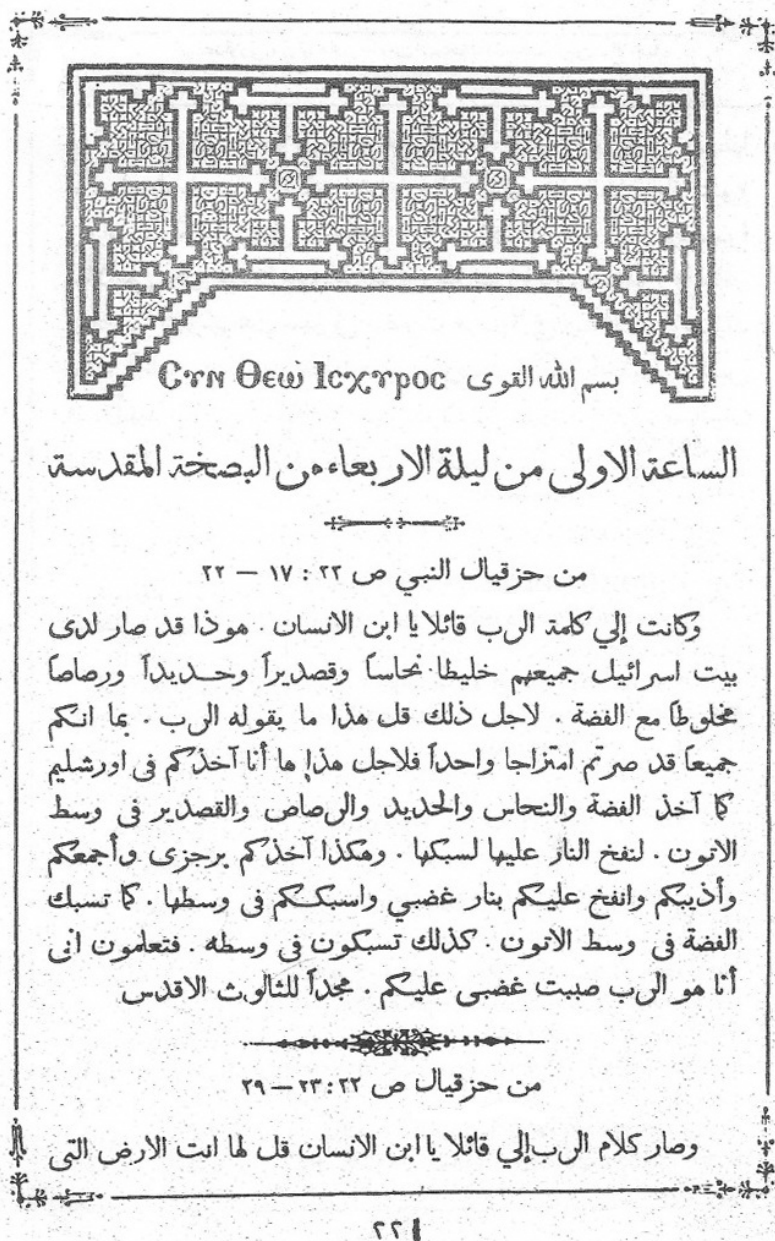 Ⲥⲩⲛ Ⲑⲉⲱ̀ Ⲓⲥⲭⲩⲣⲟⲥ بسم الله القوى
الساعة الاولى من ليلة الاربعاء من البصخة المقدسة
من حزقيال النبي ص ٢٢ : ١٧ — ٢٢
وكانت إلي كلمة الرب قائلا يا ابن الانسان . هوذا قد صار لدى
بيت اسرائيل جميعهم خليطا نحاساً وقصديراً وحديداً ورصاصاً
مخلوطاً مع الفضة . لاجل ذلك قل هذا ما يقوله الرب . بما انكم
جميعاً قد صرتم امتزاجا واحداً فلاجل هذا ها أنا آخذكم فى اورشليم
كما آخذ الفضة والنحاس والحديد والرصاص والقصدير فى وسط
الاتون . لنفخ النار عليها لسبكها . وهكذا آخذكم برجزى وأجمعكم
وأذيبكم وانفخ عليكم بنار غضبي واسبككم فى وسطها . كما تسبك
الفضة فى وسط الاتون . كذلك تسبكون فى وسطه . فتعلمون انى
أنا هو الرب صببت غضبى عليكم . مجداً للثالوث الاقدس
من حزقيال ص ٢٢:٢٣ — ٢٩
وصار كلام الرب إلي قائلا يا ابن الانسان قل لها انت الارض التى